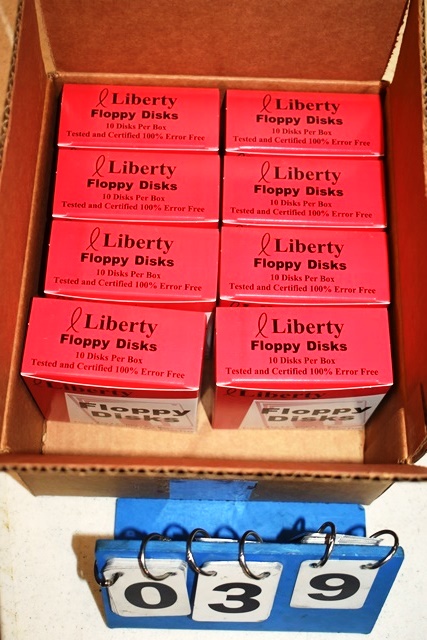 Liberty
Floppy Disks
10 Disks Per Box
Tested and Certified 100% Error Free
Liberty
Floppy Disks
10 Disks Per Box
Tested and Certified 100% Error Free
Liberty
Floppy Disks
10 Disks Per Box
Tested and Certified 100% Error Free
Liberty
Floppy Disks
10 Disks Per Box
Tested and Certified 100% Error Free
Liberty
Floppy Disks
10 Disks Per Box
Tested and Certified 100% Error Free
Liberty
Floppy Disks
10 Disks Per Box
Tested and Certified 100% Error Free
Liberty
Floppy Disks
10 Disks Per Box
Tested and Certified 100% Error Free
Liberty
Floppy Disks
10 Disks Per Box
Tested and Certified 100% Error Free
Liberty
Floppy
Disks
Liberty
Floppy
Disks
039